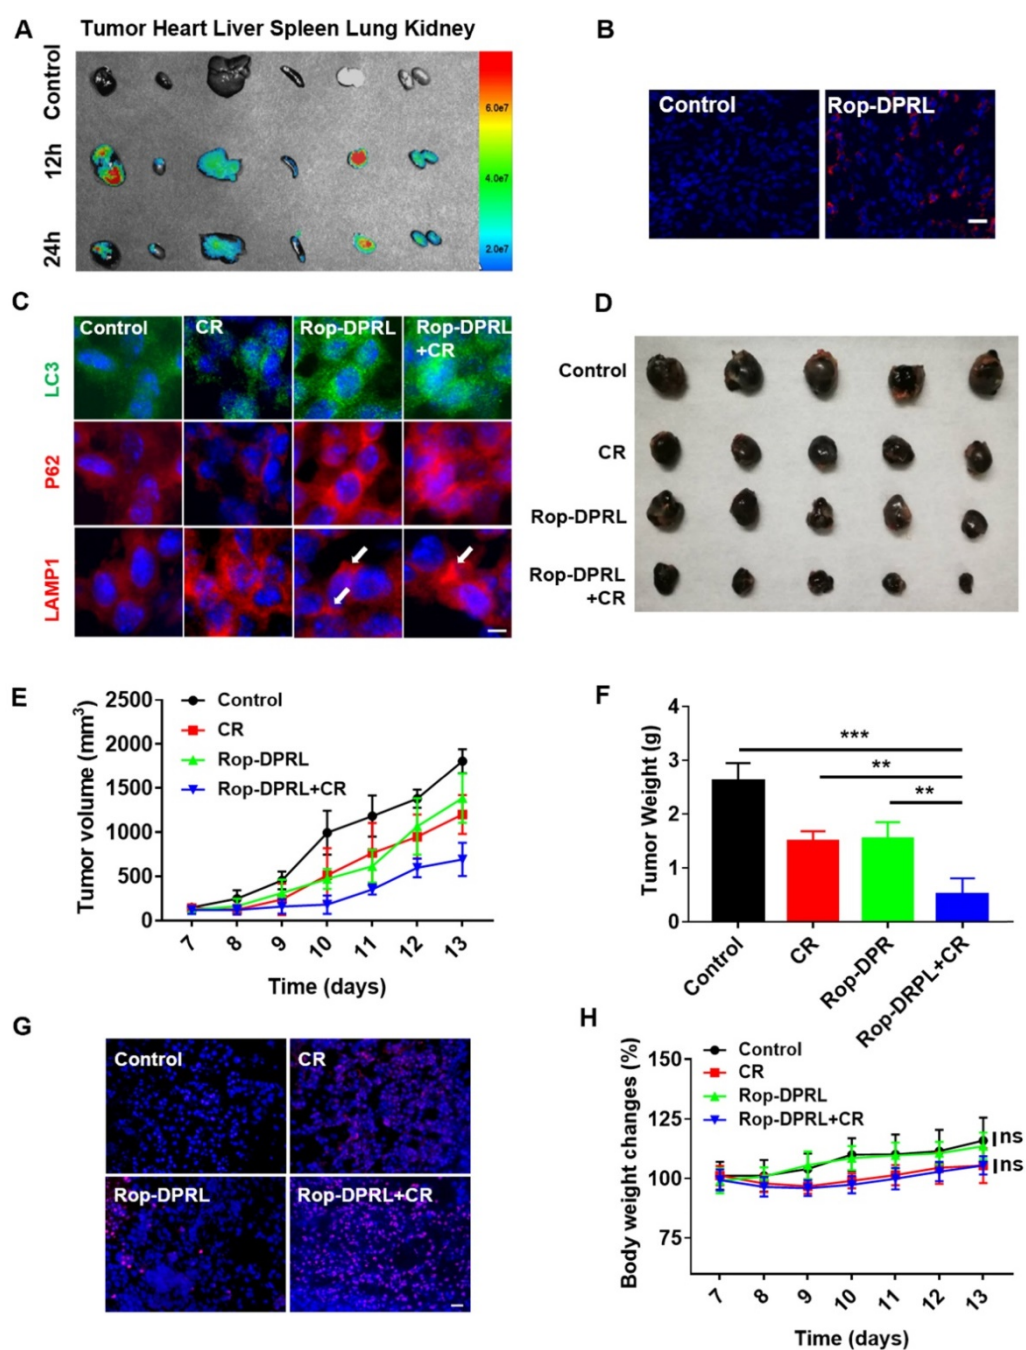 A
Tumor Heart Liver Spleen Lung Kidney
Control
12h
24h
6.0e7
4.0e7
2.0e7
B
Control
Rop-DPRL
C
Control
CR
Rop-DPRL
Rop-DPRL
+CR
LC3
P62
LAMP1
D
Control
CR
Rop-DPRL
Rop-DPRL
+CR
E
Tumor volume (mm³)
2500
2000
1500
1000
500
0
Control
CR
Rop-DPRL
Rop-DPRL+CR
7 8 9 10 11 12 13
Time (days)
F
Tumor Weight (g)
4
3
2
1
0
***
**
**
Control
CR
Rop-DPR
Rop-DRPL+CR
G
Control
CR
Rop-DPRL
Rop-DPRL+CR
H
Body weight changes (%)
150
125
100
75
Control
CR
Rop-DPRL
Rop-DPRL+CR
ns
ns
7 8 9 10 11 12 13
Time (days)